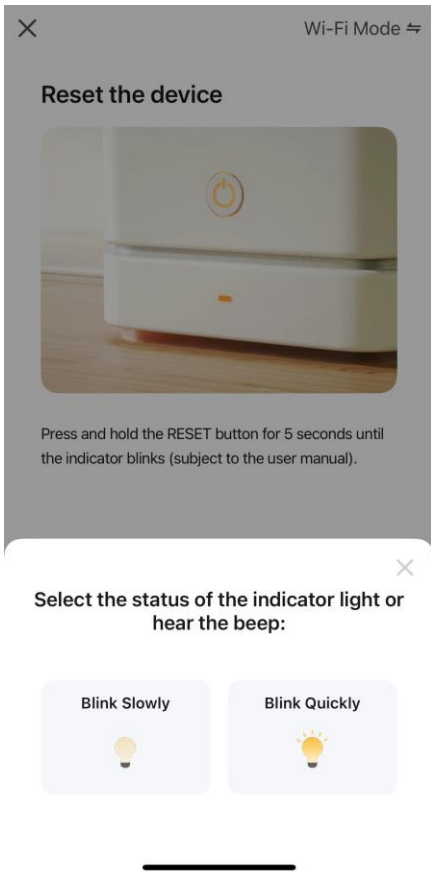 Wi-Fi Mode ⇋
Reset the device
Press and hold the RESET button for 5 seconds until
the indicator blinks (subject to the user manual).
Select the status of the indicator light or
hear the beep:
Blink Slowly
Blink Quickly